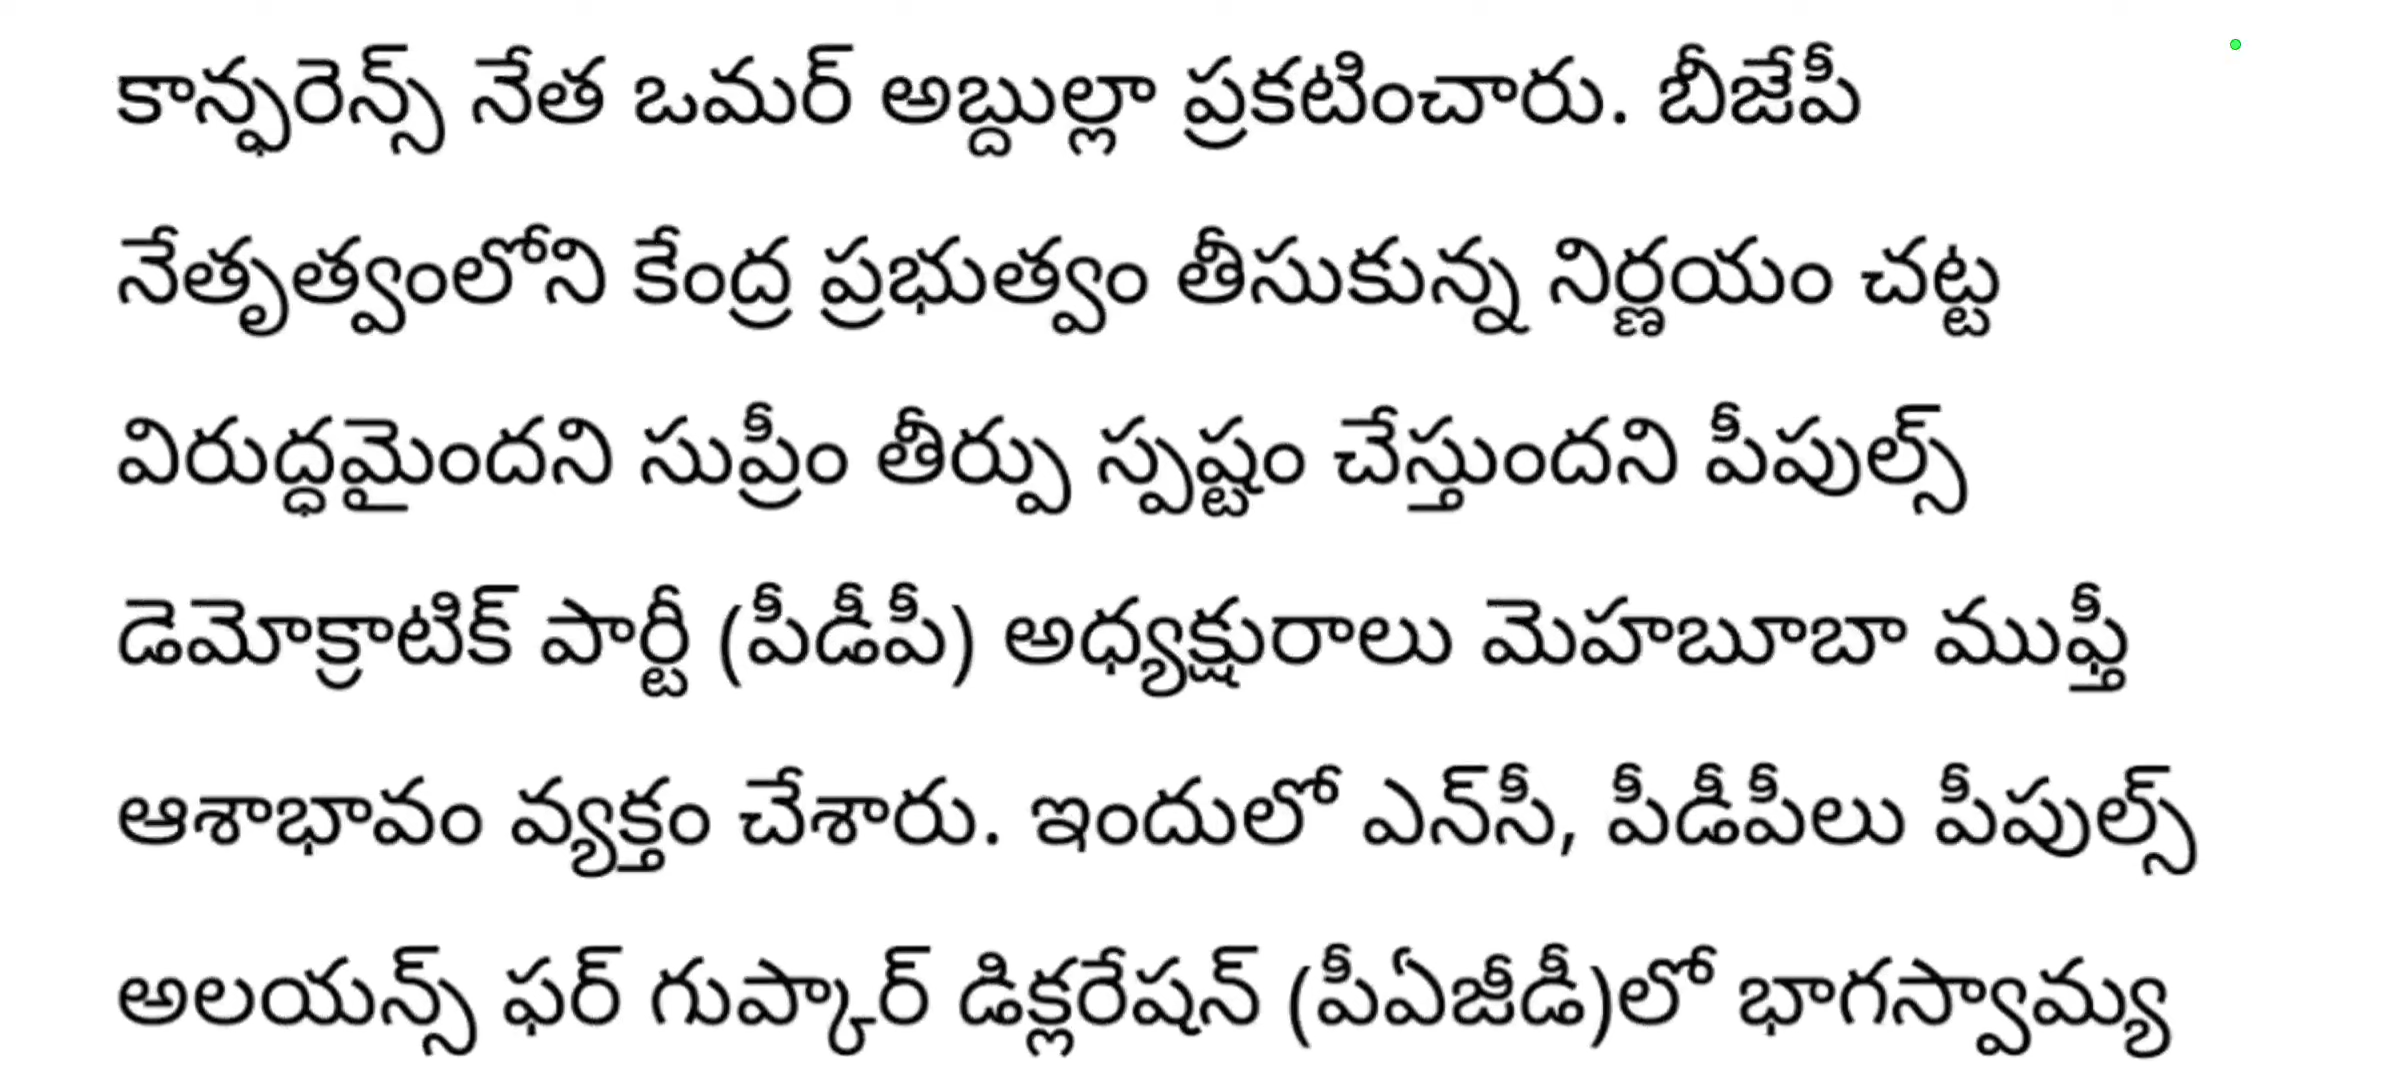 కాన్ఫరెన్స్ నేత ఒమర్ అబ్దుల్లా ప్రకటించారు. బీజేపీ
నేతృత్వంలోని కేంద్ర ప్రభుత్వం తీసుకున్న నిర్ణయం చట్ట
విరుద్ధమైందని సుప్రీం తీర్పు స్పష్టం చేస్తుందని పీపుల్స్
డెమోక్రాటిక్ పార్టీ (పీడీపీ) అధ్యక్షురాలు మెహబూబా ముఫ్తీ
ఆశాభావం వ్యక్తం చేశారు. ఇందులో ఎన్‌సీ, పీడీపీలు పీపుల్స్
అలయన్స్ ఫర్ గుప్కార్ డిక్లరేషన్ (పీఏజీడీ)లో భాగస్వామ్య